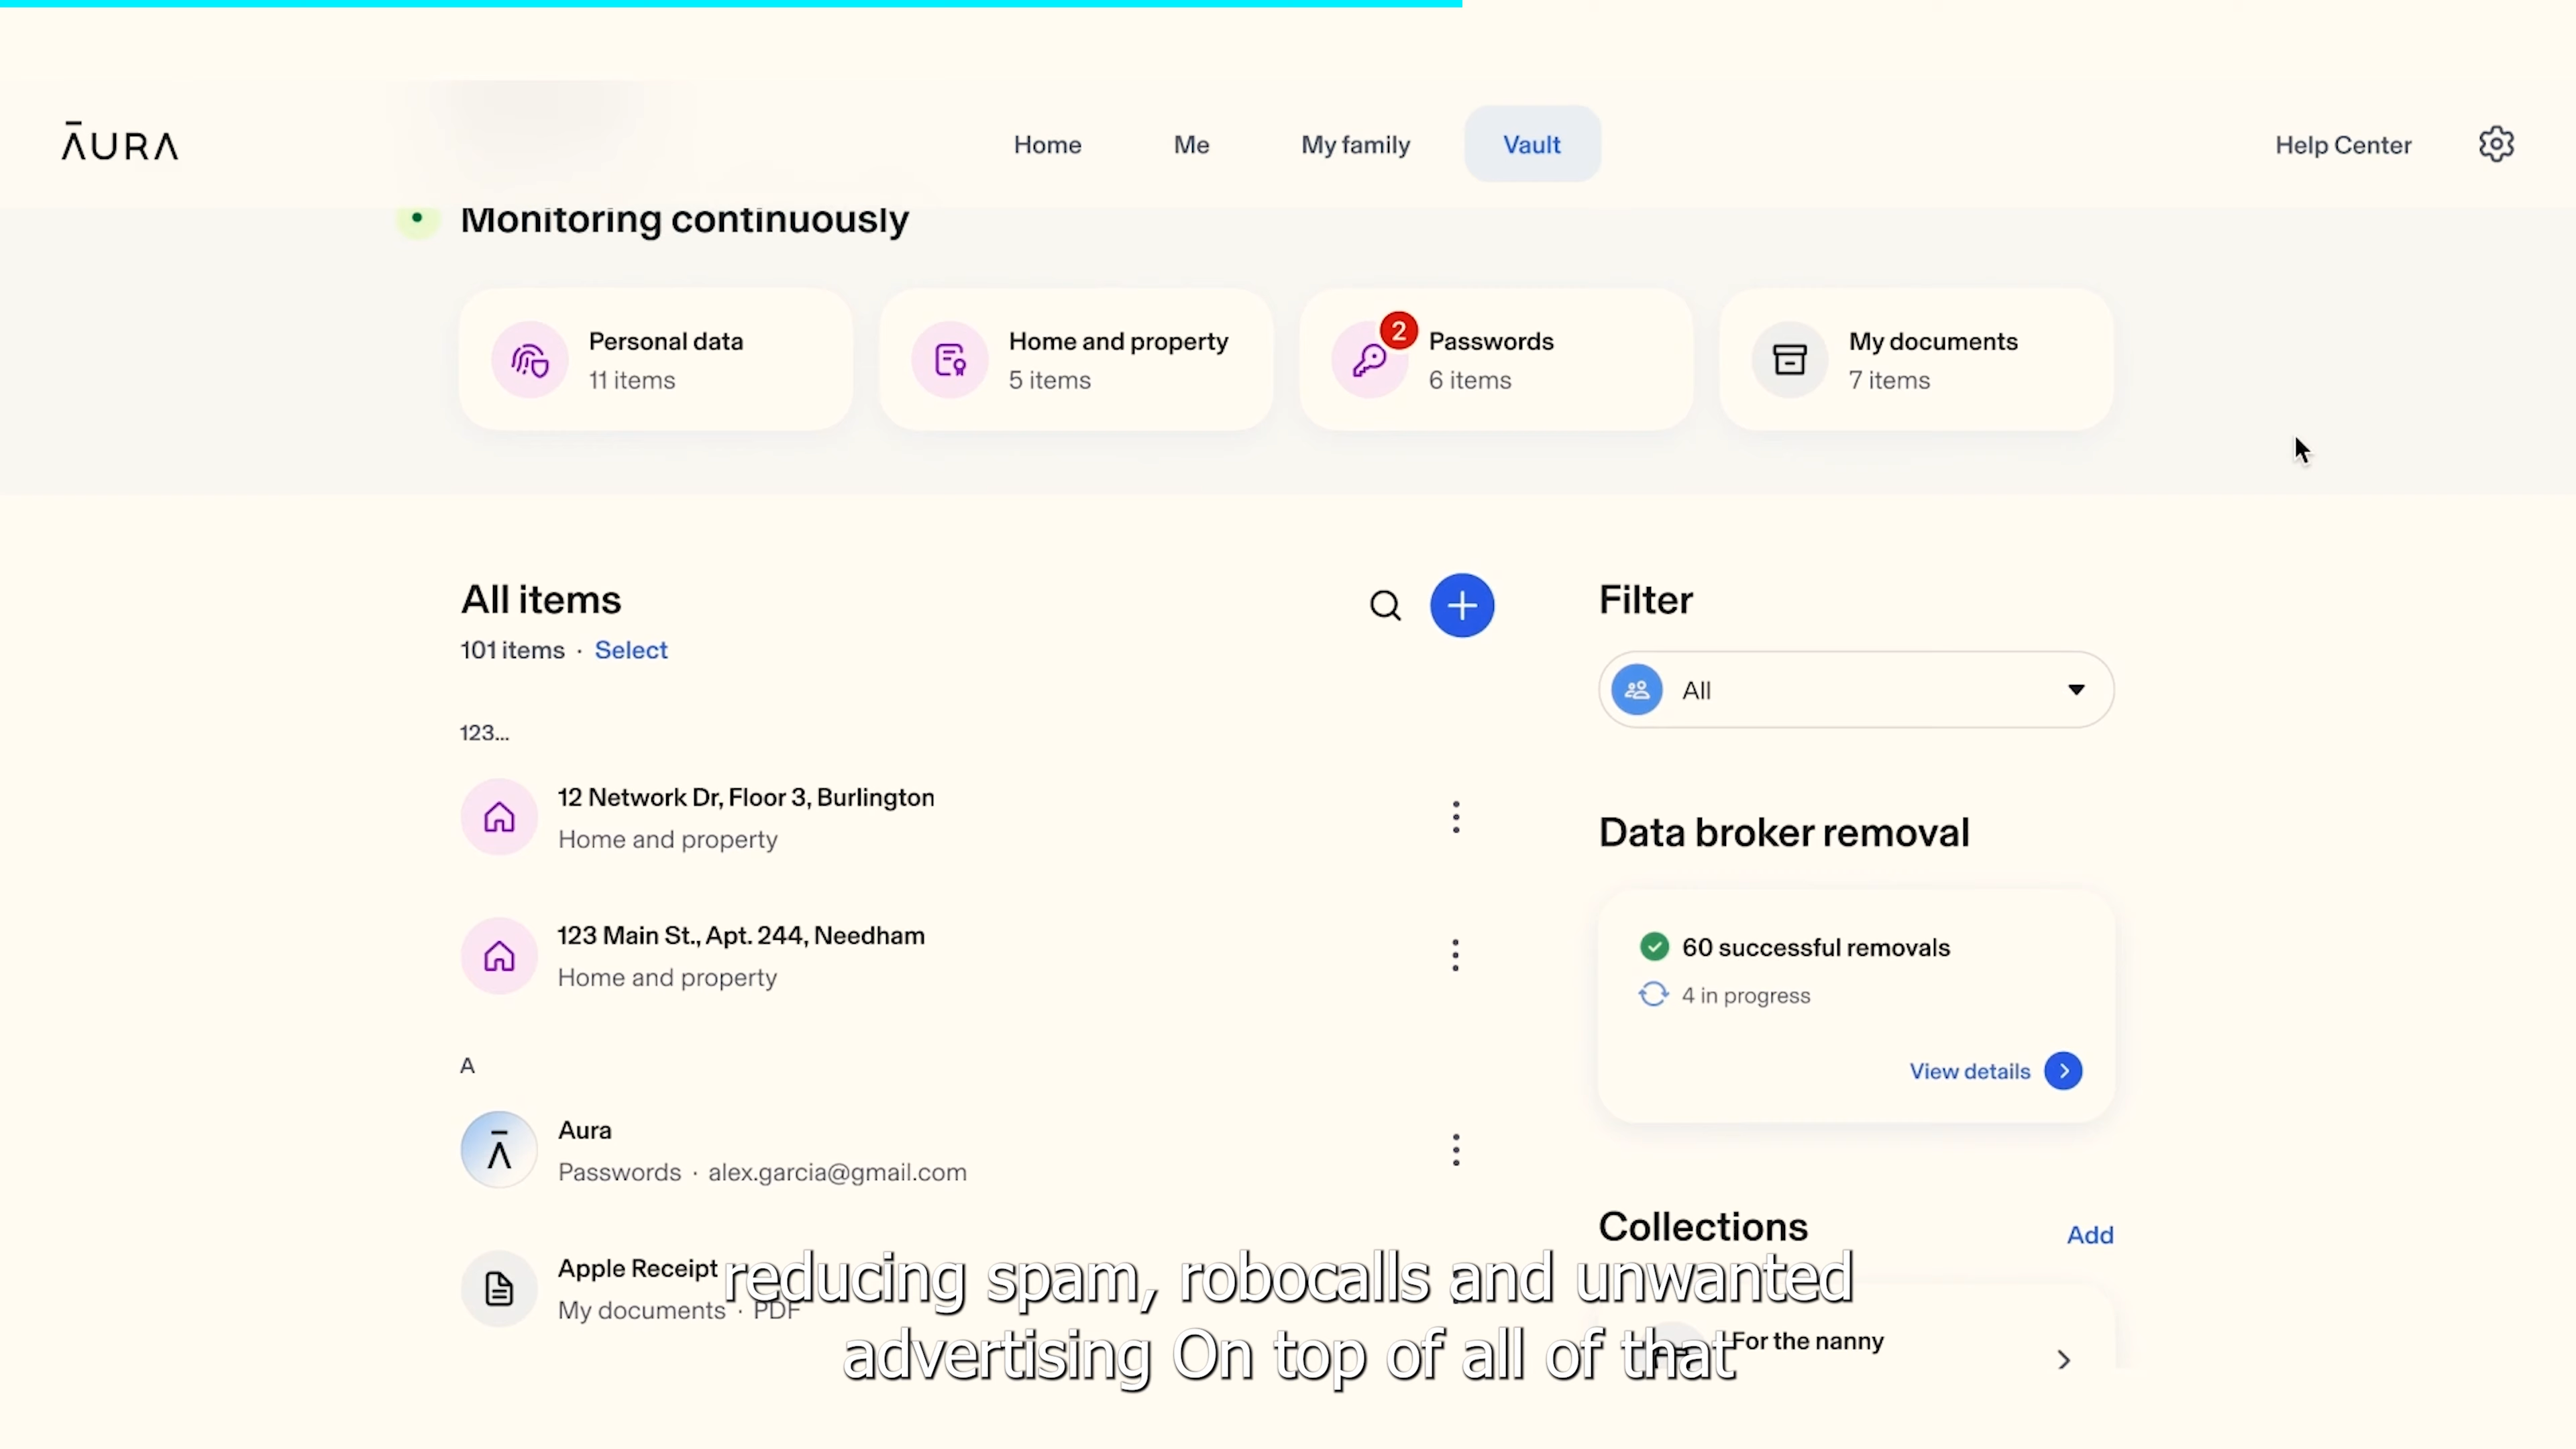 ĀURA
Home
Me
My family
Vault
Help Center
Monitoring continuously
Personal data
11 items
Home and property
5 items
2
Passwords
6 items
My documents
7 items
All items
101 items · Select
123...
12 Network Dr, Floor 3, Burlington
Home and property
123 Main St., Apt. 244, Needham
Home and property
A
Ā
Aura
Passwords · alex.garcia@gmail.com
Apple Receipt
My documents · PDF
Filter
All
Data broker removal
60 successful removals
4 in progress
View details
Collections
Add
For the nanny
reducing spam, robocalls and unwanted
advertising On top of all of that